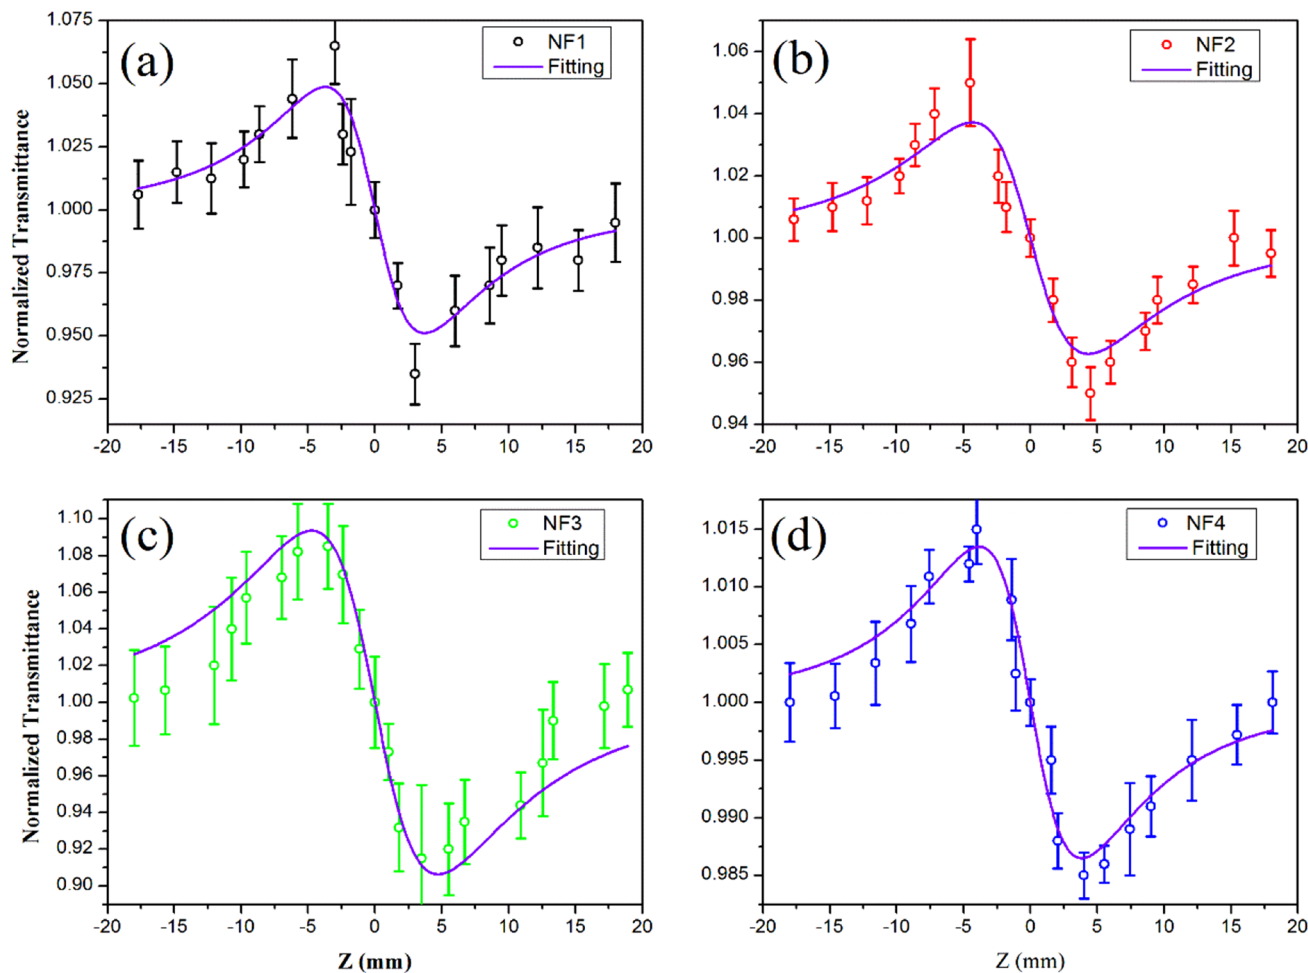 (a)
NF1
Fitting
Normalized Transmittance
1.075
1.050
1.025
1.000
0.975
0.950
0.925
-20 -15 -10 -5 0 5 10 15 20
(b)
NF2
Fitting
1.06
1.04
1.02
1.00
0.98
0.96
0.94
-20 -15 -10 -5 0 5 10 15 20
(c)
NF3
Fitting
Normalized Transmittance
1.10
1.08
1.06
1.04
1.02
1.00
0.98
0.96
0.94
0.92
0.90
-20 -15 -10 -5 0 5 10 15 20
Z (mm)
(d)
NF4
Fitting
1.015
1.010
1.005
1.000
0.995
0.990
0.985
-20 -15 -10 -5 0 5 10 15 20
Z (mm)